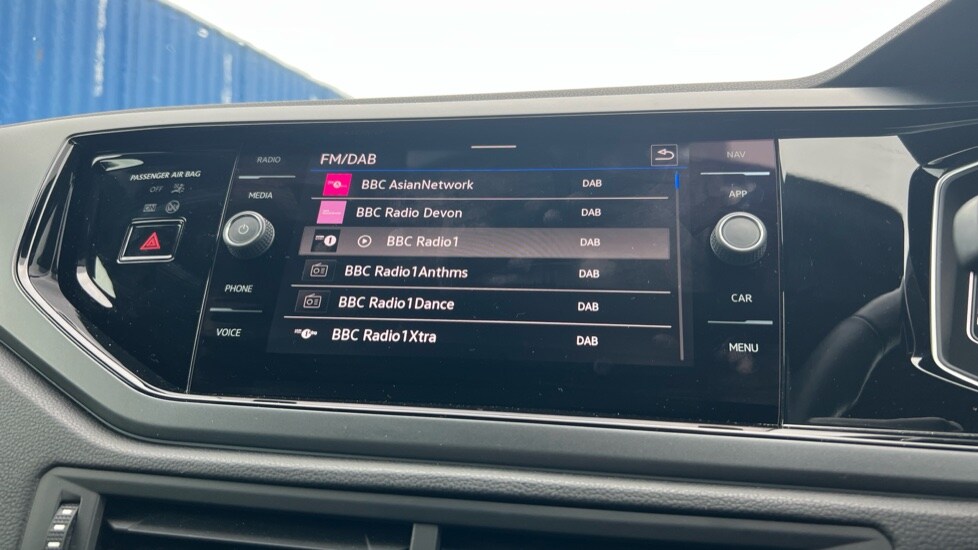 PASSENGER AIR BAG
OFF
RADIO
MEDIA
PHONE
VOICE
FM/DAB
BBC AsianNetwork DAB
BBC Radio Devon DAB
BBC Radio1 DAB
BBC Radio1Anthms DAB
BBC Radio1Dance DAB
BBC Radio1Xtra DAB
NAV
APP
CAR
MENU